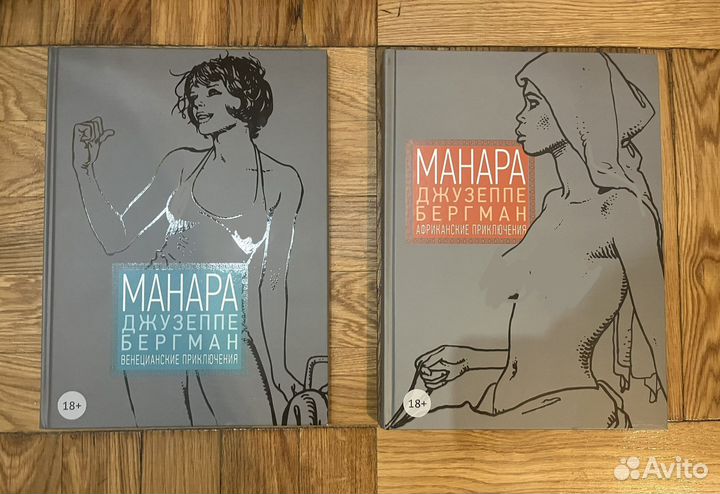 МАНАРА
ДЖУЗЕППЕ
БЕРГМАН
ВЕНЕЦИАНСКИЕ ПРИКЛЮЧЕНИЯ
18+
МАНАРА
ДЖУЗЕППЕ
БЕРГМАН
АФРИКАНСКИЕ ПРИКЛЮЧЕНИЯ
18+
Avito